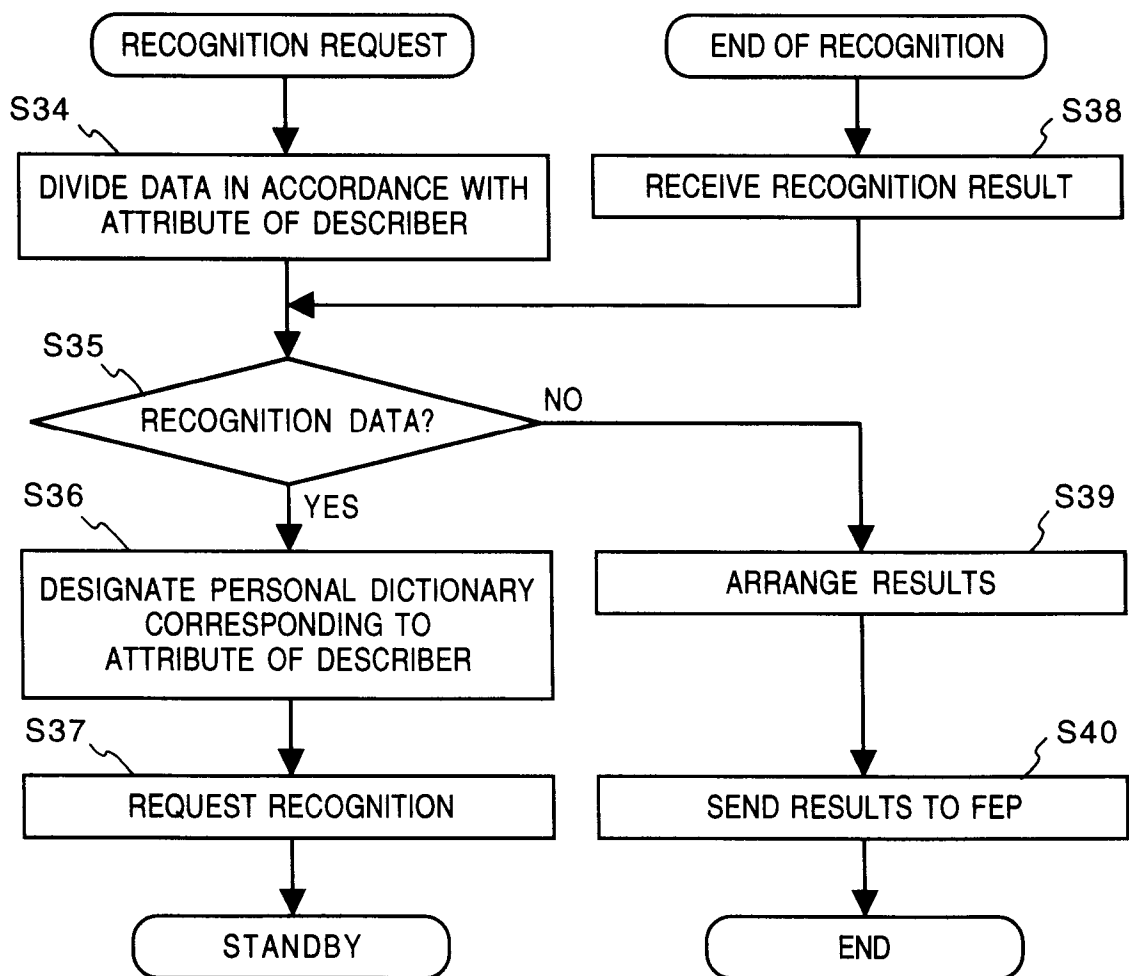 RECOGNITION REQUEST
END OF RECOGNITION
S34
S38
DIVIDE DATA IN ACCORDANCE WITH
ATTRIBUTE OF DESCRIBER
RECEIVE RECOGNITION RESULT
S35
RECOGNITION DATA?
NO
YES
S36
S39
DESIGNATE PERSONAL DICTIONARY
CORRESPONDING TO
ATTRIBUTE OF DESCRIBER
ARRANGE RESULTS
S37
S40
REQUEST RECOGNITION
SEND RESULTS TO FEP
STANDBY
END